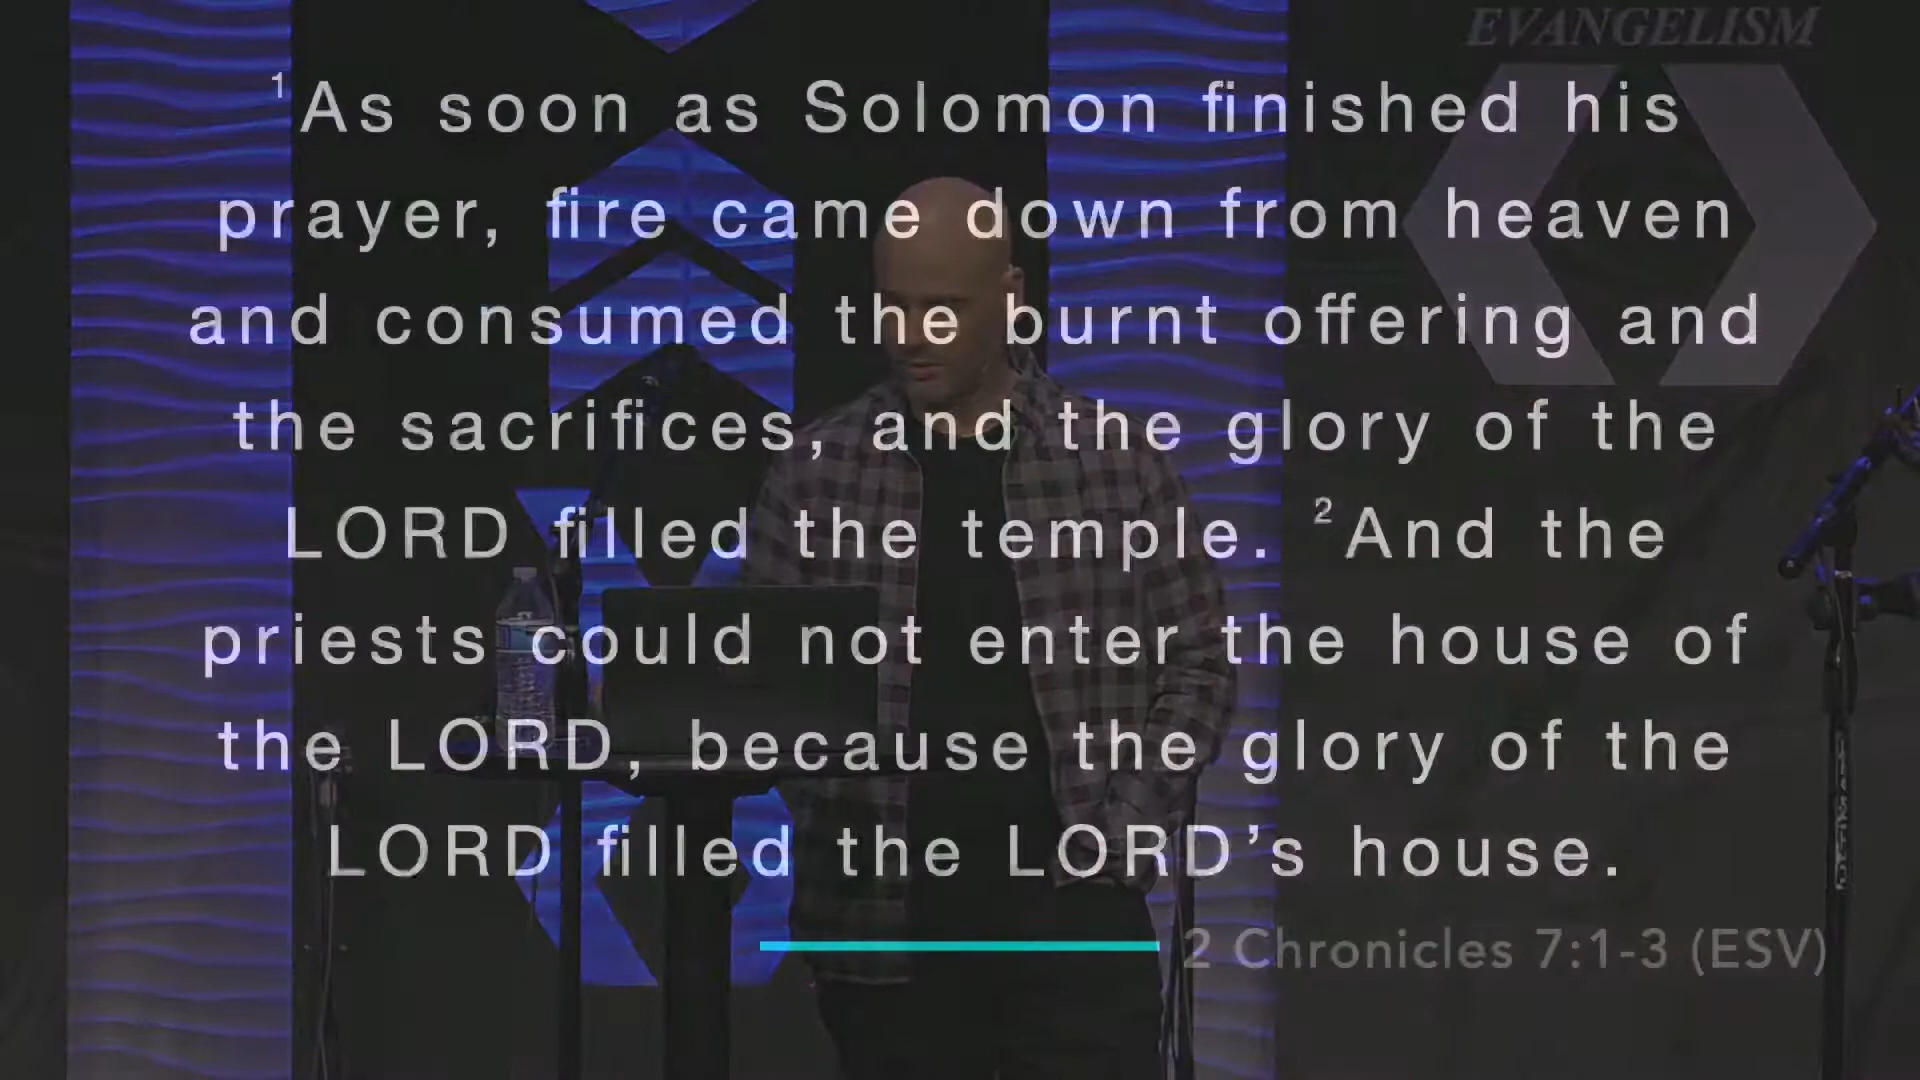 EVANGELISM
¹As soon as Solomon finished his
prayer, fire came down from heaven
and consumed the burnt offering and
the sacrifices, and the glory of the
LORD filled the temple. ²And the
priests could not enter the house of
the LORD, because the glory of the
LORD filled the LORD’s house.
2 Chronicles 7:1-3 (ESV)